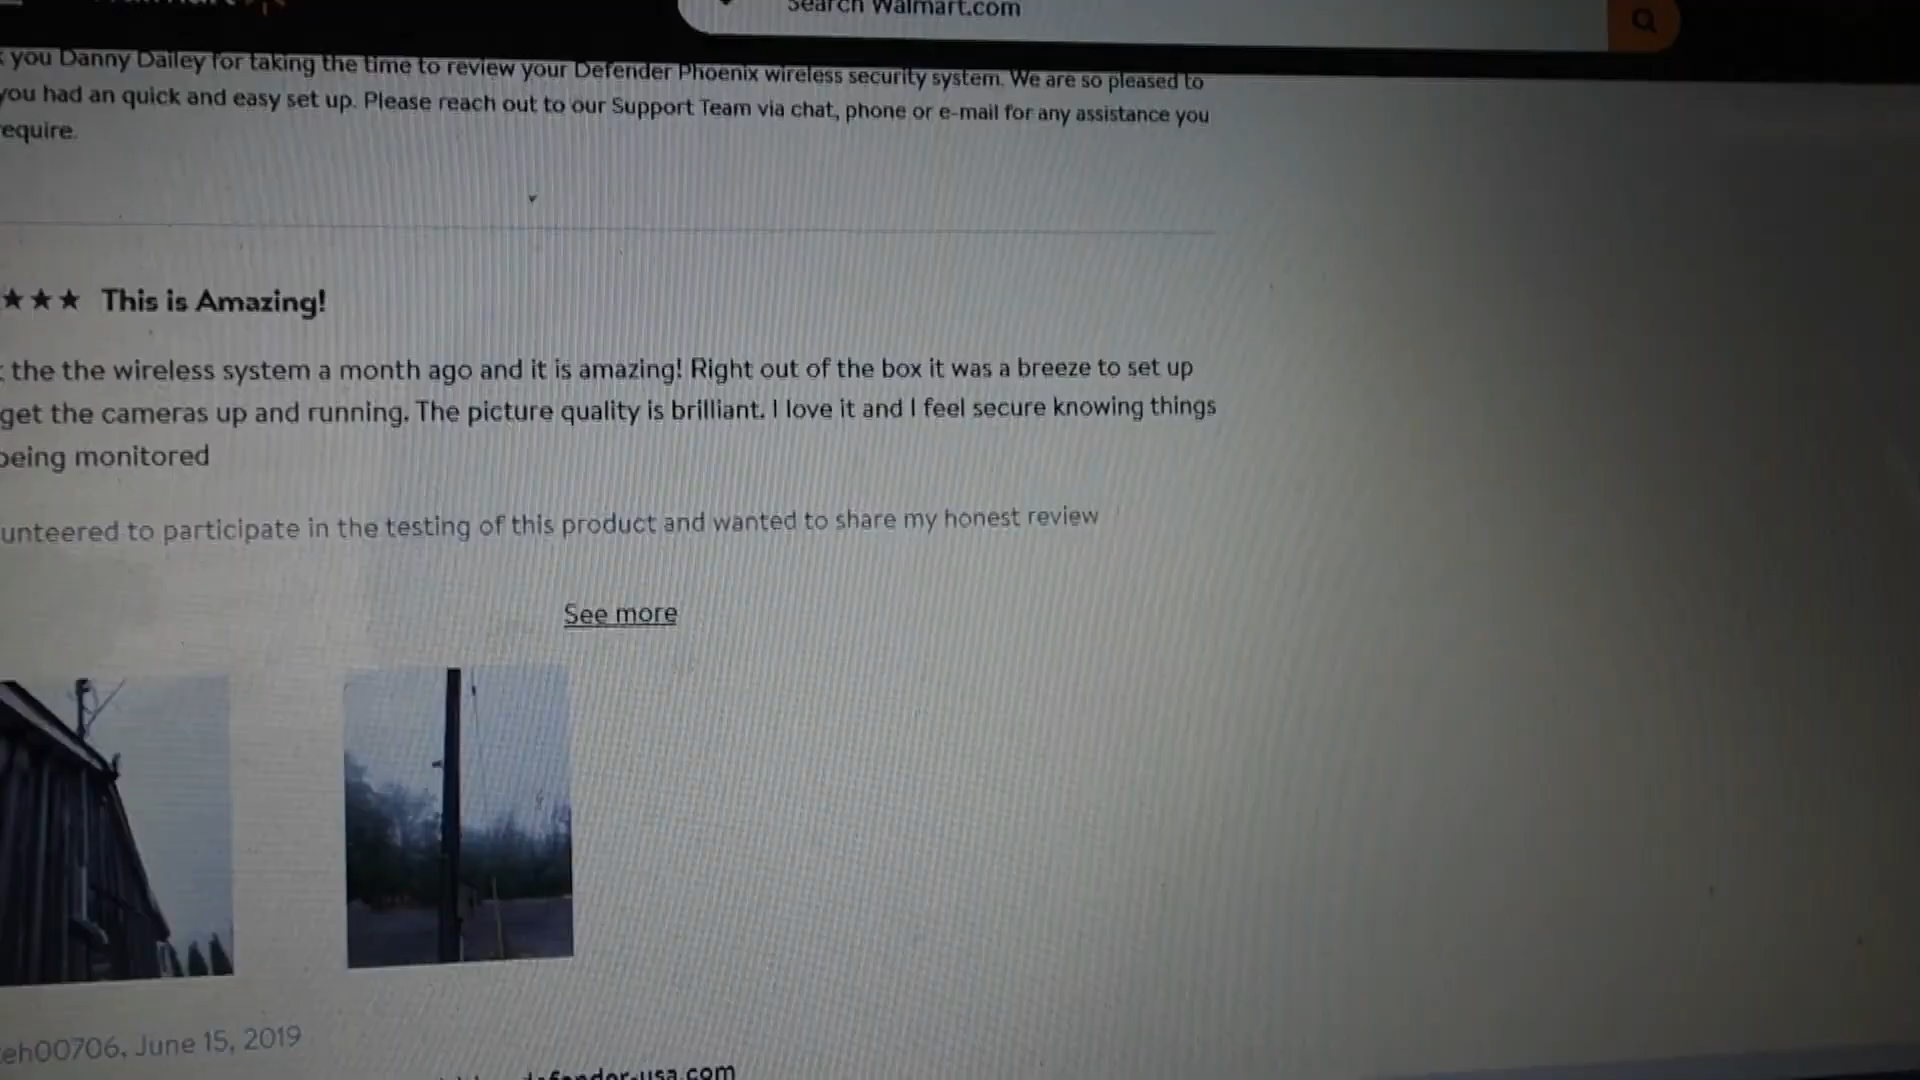 Search Walmart.com
you Danny Dailey for taking the time to review your Defender Phoenix wireless security system. We are so pleased to
you had an quick and easy set up. Please reach out to our Support Team via chat, phone or e-mail for any assistance you
equire.
★★★ This is Amazing!
the the wireless system a month ago and it is amazing! Right out of the box it was a breeze to set up
get the cameras up and running. The picture quality is brilliant. I love it and I feel secure knowing things
being monitored
unteered to participate in the testing of this product and wanted to share my honest review
See more
eh00706, June 15, 2019
defender-usa.com